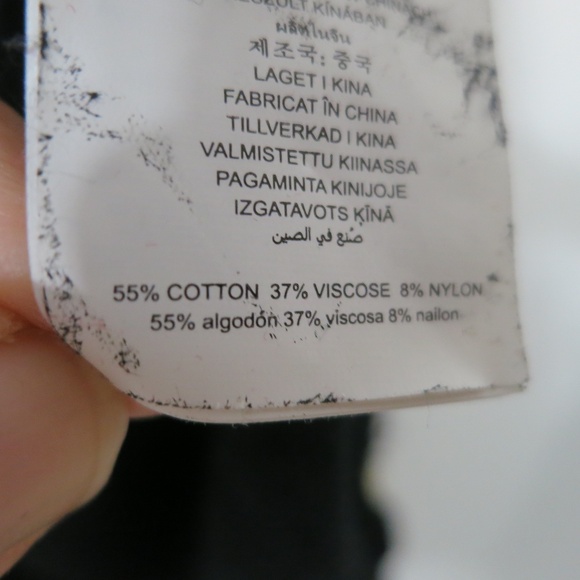 KÍNÁBAN
ผลิตในจีน
제조국: 중국
LAGET I KINA
FABRICAT ÎN CHINA
TILLVERKAD I KINA
VALMISTETTU KIINASSA
PAGAMINTA KINIJOJE
IZGATAVOTS ĶĪNĀ
صنع في الصين
55% COTTON 37% VISCOSE 8% NYLON
55% algodón 37% viscosa 8% nailon